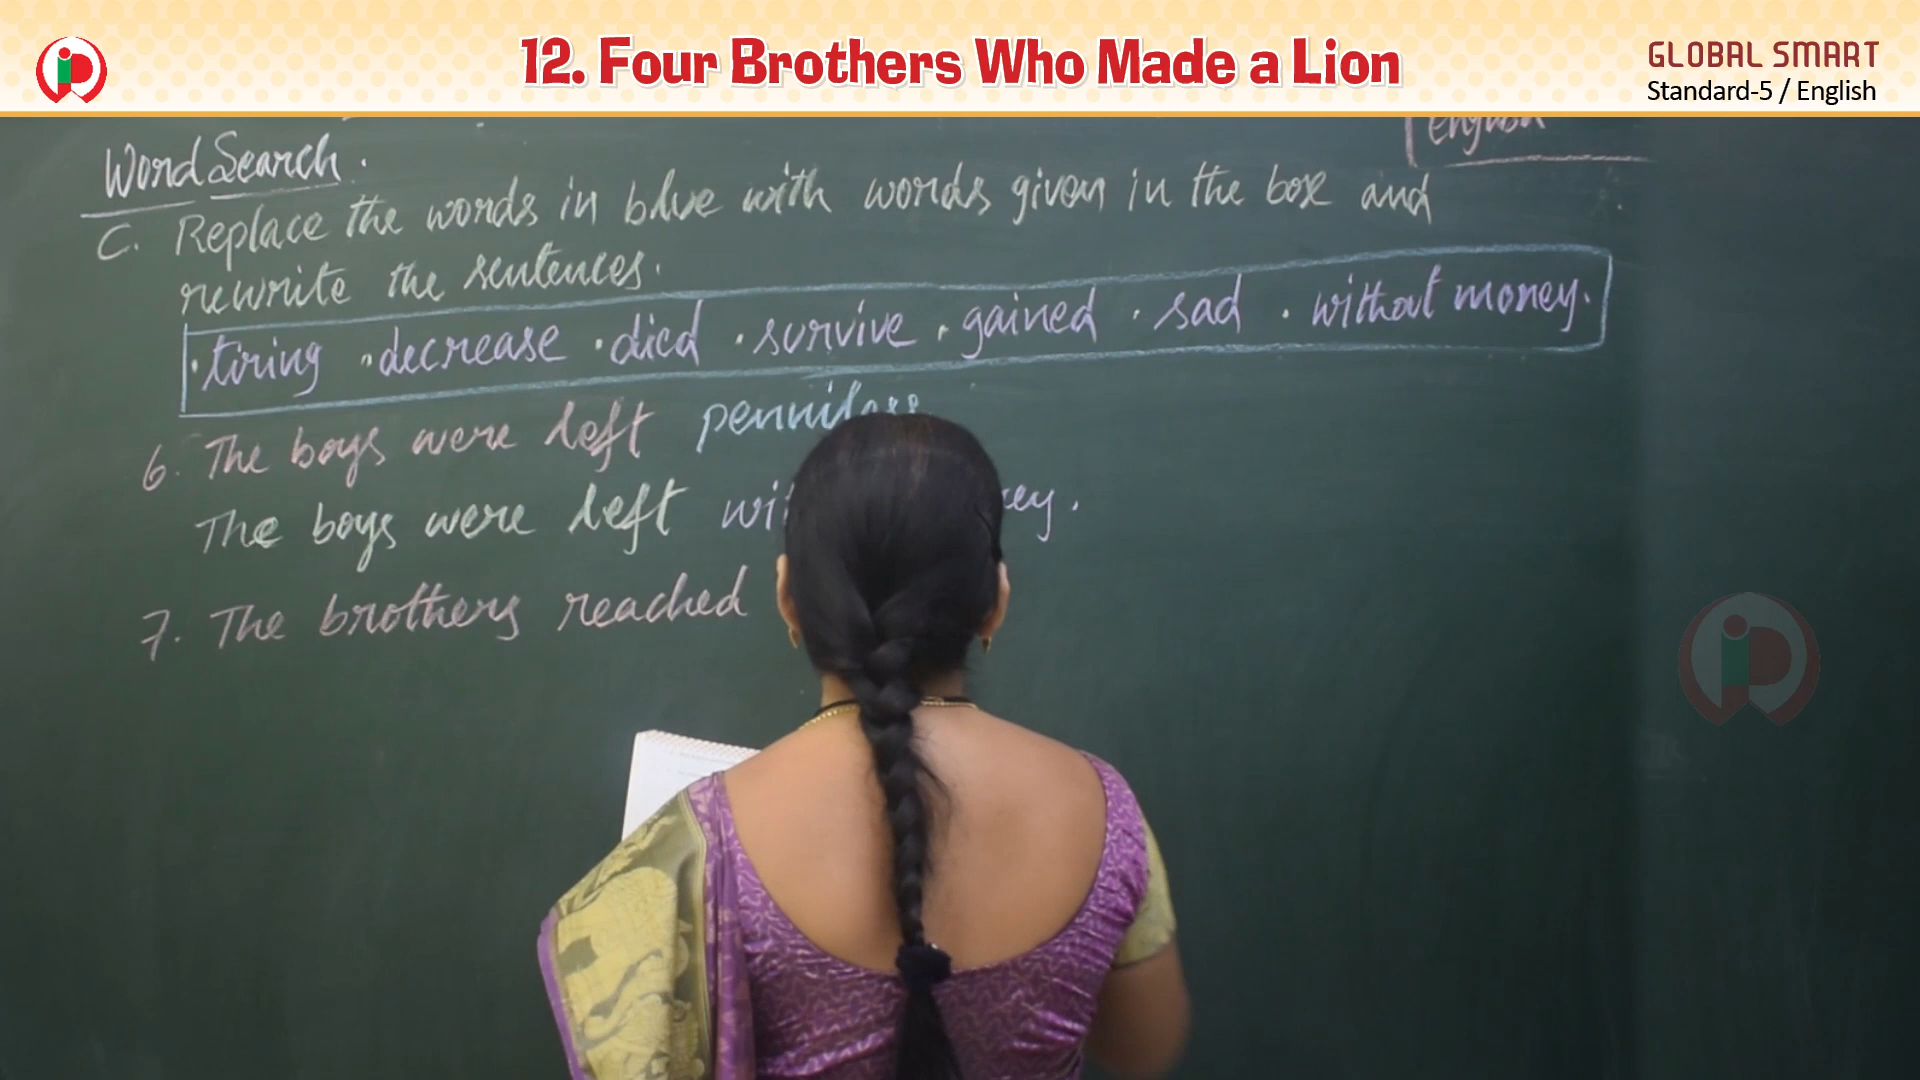 12. Four Brothers Who Made a Lion
GLOBAL SMART
Standard-5 / English
English
Word Search.
C. Replace the words in blue with words given in the box and
rewrite the sentences.
· tiring · decrease · died · survive · gained · sad · without money.
6. The boys were left penniless
The boys were left
7. The brothers reached